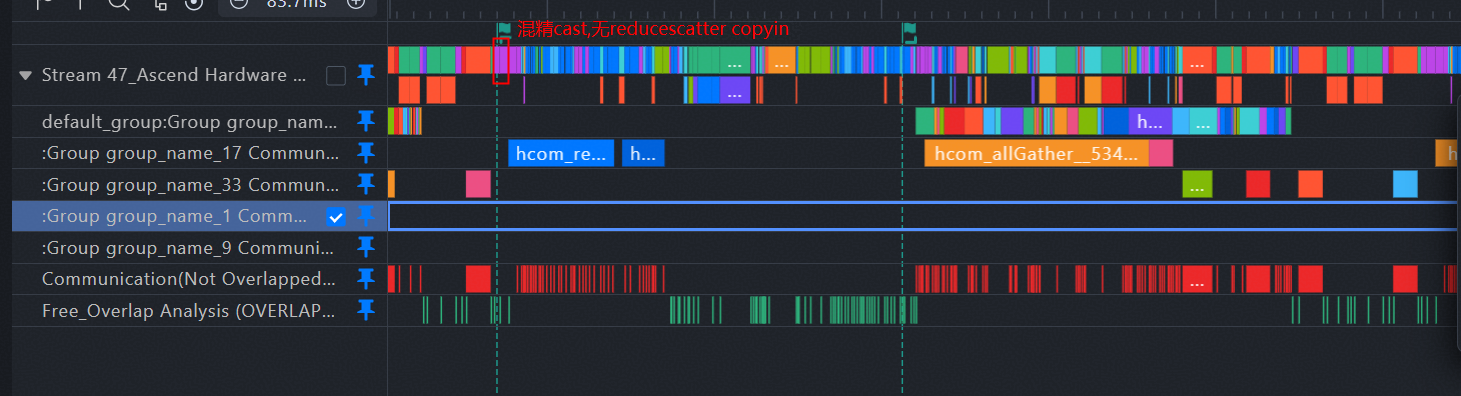 83.7ms
混精cast,无reducescatter copyin
Stream 47_Ascend Hardware ...
... ... ...
...
default_group:Group group_nam...
h... ...
:Group group_name_17 Commun...
hcom_re... h... hcom_allGather__534... h
:Group group_name_33 Commun...
...
:Group group_name_1 Comm...
:Group group_name_9 Communi...
Communication(Not Overlapped...
...
Free_Overlap Analysis (OVERLAP...